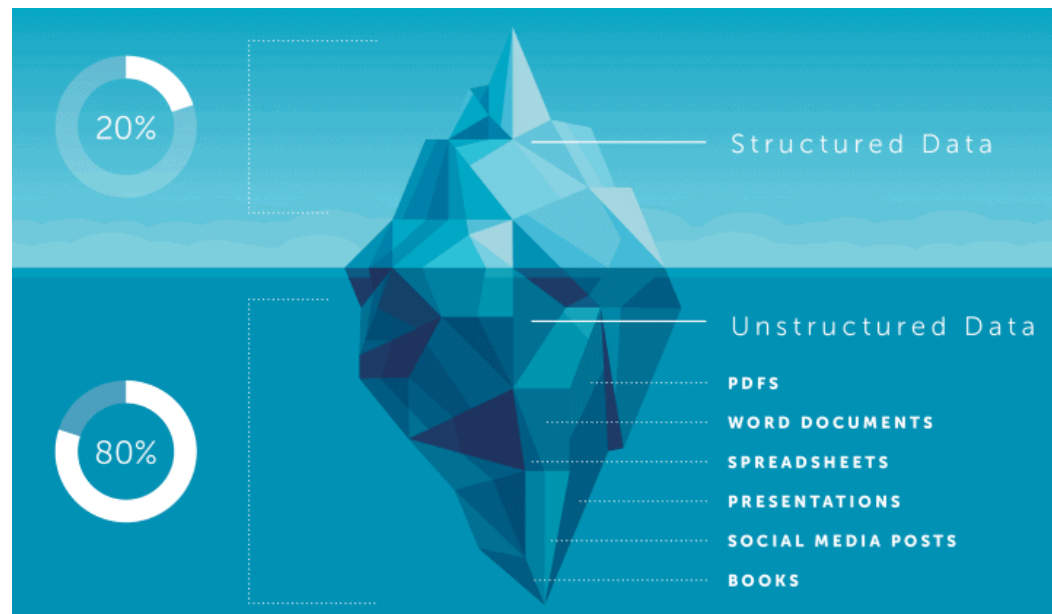 20%
Structured Data
Unstructured Data
PDFS
WORD DOCUMENTS
80%
SPREADSHEETS
PRESENTATIONS
SOCIAL MEDIA POSTS
BOOKS